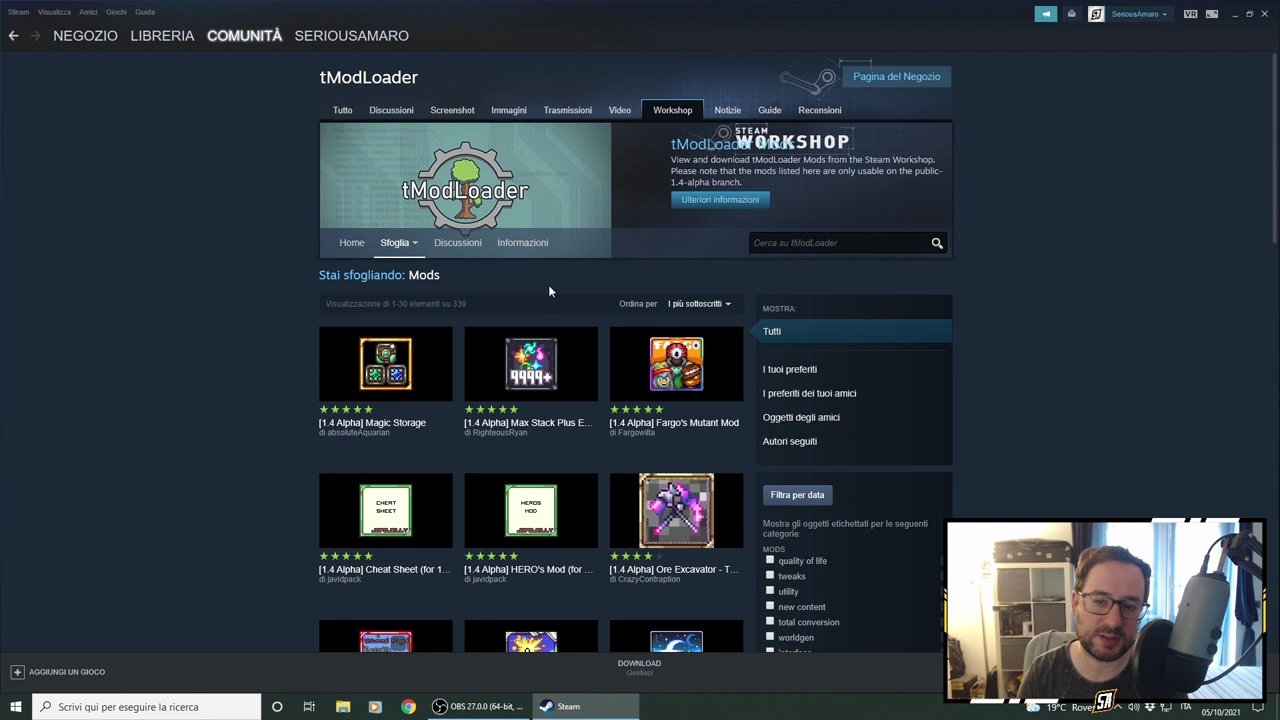 Steam Visualizza Amici Giochi Guida
SeriousAmaro
VR
NEGOZIO LIBRERIA COMUNITÀ SERIOUSAMARO
tModLoader
Pagina del Negozio
Tutto Discussioni Screenshot Immagini Trasmissioni Video Workshop Notizie Guide Recensioni
STEAM
WORKSHOP
tModLoader Mods
View and download tModLoader Mods from the Steam Workshop.
Please note that the mods listed here are only usable on the public-
1.4-alpha branch.
tModLoader
Ulteriori informazioni
Home Sfoglia Discussioni Informazioni
Cerca su tModLoader
Stai sfogliando: Mods
Visualizzazione di 1-30 elementi su 339
Ordina per I più sottoscritti
MOSTRA:
Tutti
I tuoi preferiti
I preferiti dei tuoi amici
Oggetti degli amici
Autori seguiti
9999+
FARGO
[1.4 Alpha] Magic Storage
di absoluteAquarian
[1.4 Alpha] Max Stack Plus E...
di RighteousRyan
[1.4 Alpha] Fargo's Mutant Mod
di Fargowilta
CHEAT
SHEET
JOPOJELLY
HEROS
MOD
JOPOJELLY
[1.4 Alpha] Cheat Sheet (for 1...
di javidpack
[1.4 Alpha] HERO's Mod (for ...
di javidpack
[1.4 Alpha] Ore Excavator - T...
di CrazyContraption
Filtra per data
Mostra gli oggetti etichettati per le seguenti
categorie:
MODS
quality of life
tweaks
utility
new content
total conversion
worldgen
AGGIUNGI UN GIOCO
DOWNLOAD
Gestisci
Scrivi qui per eseguire la ricerca
OBS 27.0.0 (64-bit, ...
Steam
19°C
ITA
05/10/2021